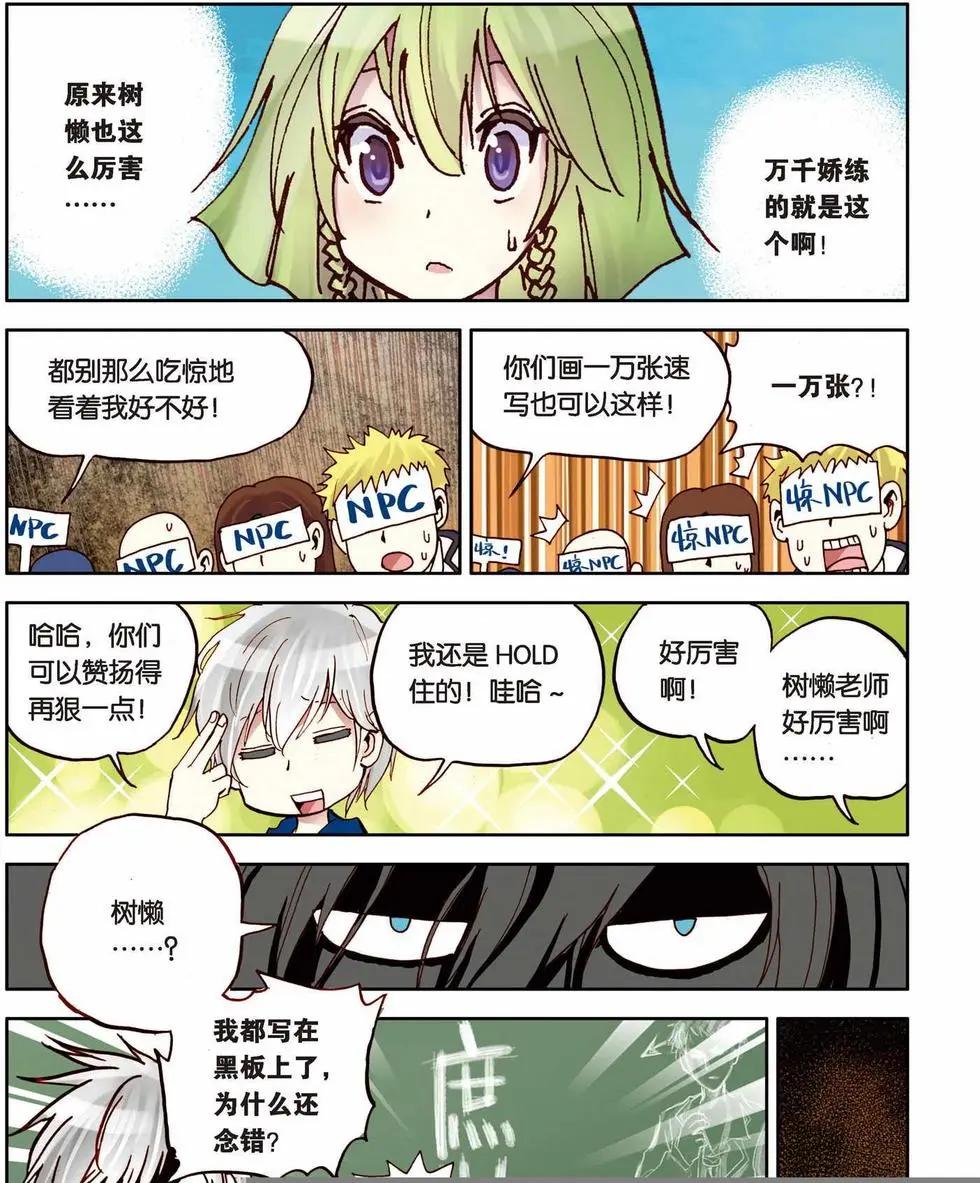 原来树
懒也这
么厉害
……
万千娇练
的就是这
个啊！
都别那么吃惊地
看着我好不好！
NPC
NPC
NPC
NPC
你们画一万张速
写也可以这样！
一万张？！
惊！
惊NPC
惊NPC
惊NPC
哈哈，你们
可以赞扬得
再狠一点！
我还是 HOLD
住的！哇哈～
好厉害
啊！
树懒老师
好厉害啊
……
树懒
……？
我都写在
黑板上了，
为什么还
念错？
庶